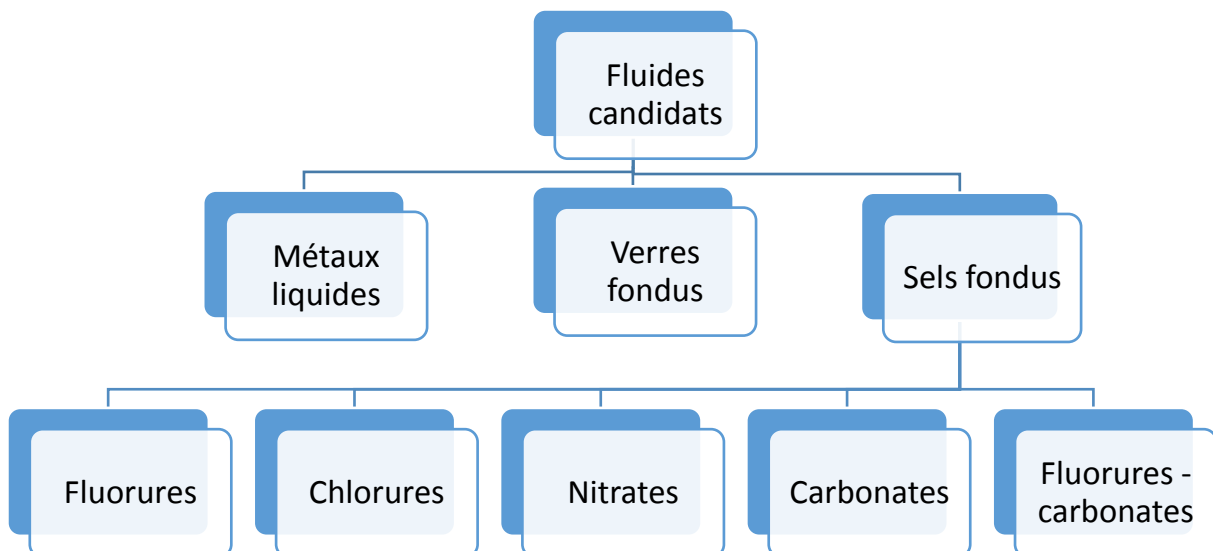 Fluides
candidats
Métaux
liquides
Verres
fondus
Sels fondus
Fluorures
Chlorures
Nitrates
Carbonates
Fluorures -
carbonates